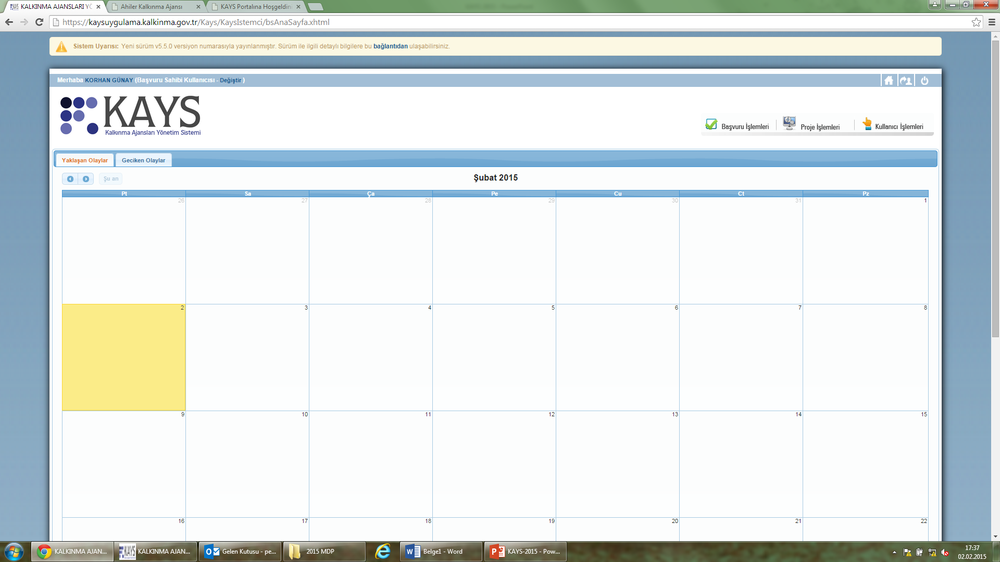 KALKINMA AJANSLARI YÖ
Ahiler Kalkınma Ajansı
KAYS Portalına Hoşgeldini
https://kaysuygulama.kalkinma.gov.tr/Kays/KaysIstemci/bsAnaSayfa.xhtml
Sistem Uyarısı: Yeni sürüm v5.5.0 versiyon numarasıyla yayınlanmıştır. Sürüm ile ilgili detaylı bilgilere bu bağlantıdan ulaşabilirsiniz.
Merhaba KORHAN GÜNAY (Başvuru Sahibi Kullanıcısı - Değiştir )
KAYS
Kalkınma Ajansları Yönetim Sistemi
Başvuru İşlemleri
Proje İşlemleri
Kullanıcı İşlemleri
Yaklaşan Olaylar
Geciken Olaylar
Şu an
Şubat 2015
Pt Sa Ça Pe Cu Ct Pz
26 27 28 29 30 31 1
2 3 4 5 6 7 8
9 10 11 12 13 14 15
16 17 18 19 20 21 22
KALKINMA AJAN...
KALKINMA AJAN...
Gelen Kutusu - pe...
2015 MDP
Belge1 - Word
KAYS-2015 - Pow...
17:37
02.02.2015